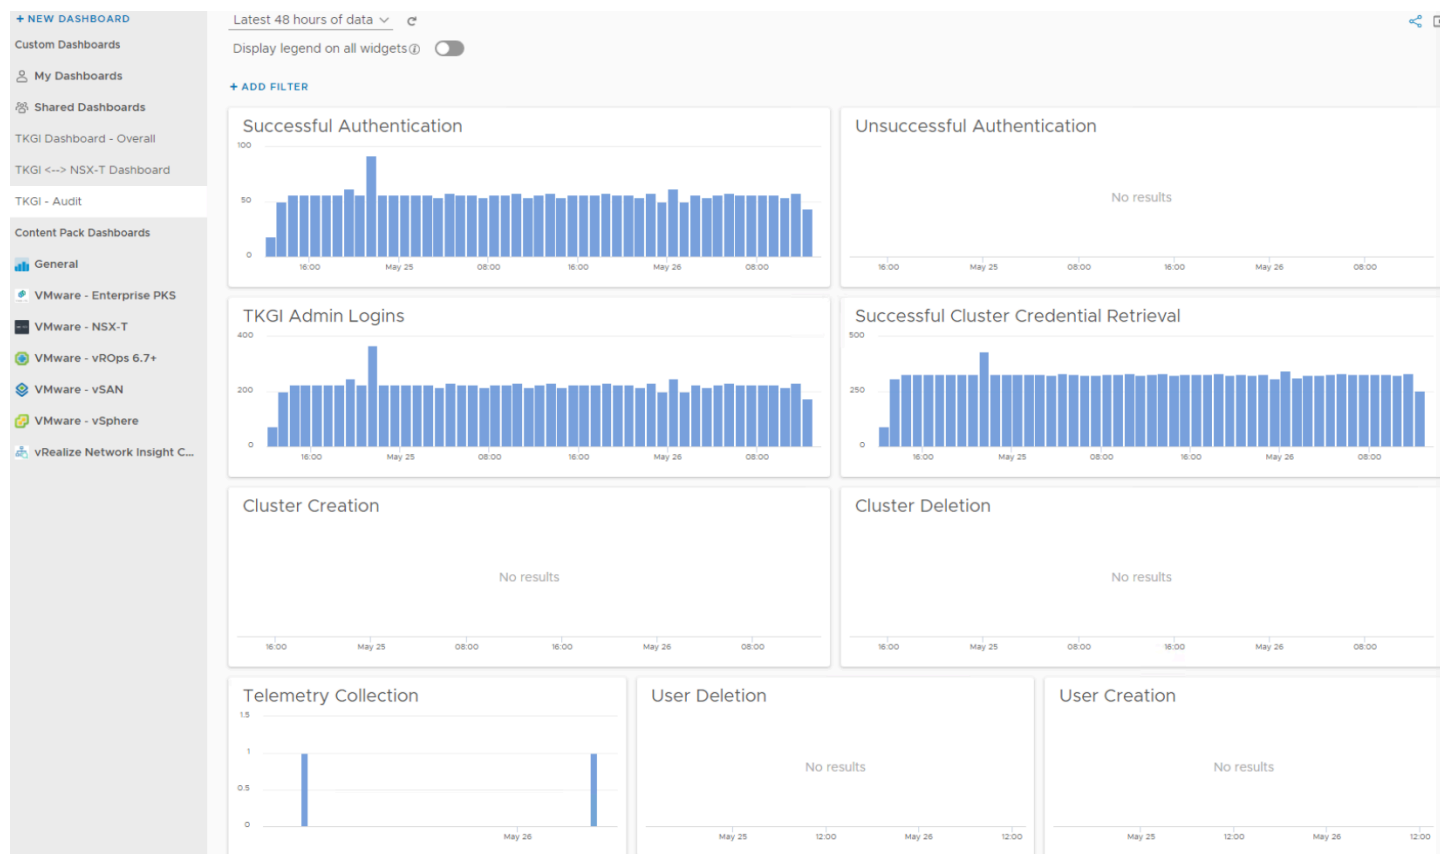 + NEW DASHBOARD
Custom Dashboards
My Dashboards
Shared Dashboards
TKGI Dashboard - Overall
TKGI <--> NSX-T Dashboard
TKGI - Audit
Content Pack Dashboards
General
VMware - Enterprise PKS
VMware - NSX-T
VMware - vROps 6.7+
VMware - vSAN
VMware - vSphere
vRealize Network Insight C...
Latest 48 hours of data
Display legend on all widgets
+ ADD FILTER
Successful Authentication
100
50
0
16:00 May 25 08:00 16:00 May 26 08:00
Unsuccessful Authentication
No results
16:00 May 25 08:00 16:00 May 26 08:00
TKGI Admin Logins
400
200
0
16:00 May 25 08:00 16:00 May 26 08:00
Successful Cluster Credential Retrieval
500
250
0
16:00 May 25 08:00 16:00 May 26 08:00
Cluster Creation
No results
16:00 May 25 08:00 16:00 May 26 08:00
Cluster Deletion
No results
16:00 May 25 08:00 16:00 May 26 08:00
Telemetry Collection
1.5
1
0.5
0
May 26
User Deletion
No results
May 25 12:00 May 26 12:00
User Creation
No results
May 25 12:00 May 26 12:00